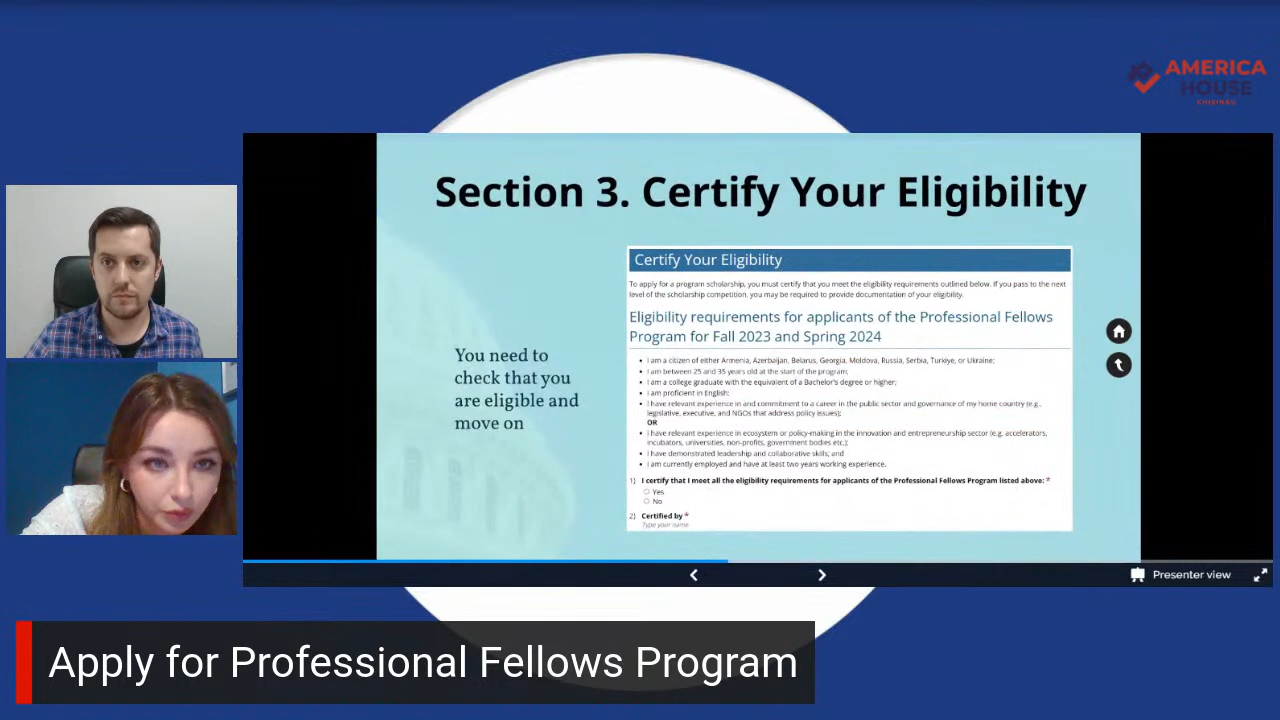 AMERICA
HOUSE
CHISINAU
Section 3. Certify Your Eligibility
Certify Your Eligibility
To apply for a program scholarship, you must certify that you meet the eligibility requirements outlined below. If you pass to the next
level of the scholarship competition, you may be required to provide documentation of your eligibility.
Eligibility requirements for applicants of the Professional Fellows
Program for Fall 2023 and Spring 2024
You need to
check that you
are eligible and
move on
• I am a citizen of either Armenia, Azerbaijan, Belarus, Georgia, Moldova, Russia, Serbia, Turkiye, or Ukraine;
• I am between 25 and 35 years old at the start of the program;
• I am a college graduate with the equivalent of a Bachelor's degree or higher;
• I am proficient in English;
• I have relevant experience in and commitment to a career in the public sector and governance of my home country (e.g.,
legislative, executive, and NGOs that address policy issues);
OR
• I have relevant experience in ecosystem or policy-making in the innovation and entrepreneurship sector (e.g. accelerators,
incubators, universities, non-profits, government bodies etc.);
• I have demonstrated leadership and collaborative skills; and
• I am currently employed and have at least two years working experience.
1) I certify that I meet all the eligibility requirements for applicants of the Professional Fellows Program listed above: *
Yes
No
2) Certified by *
Type your name
Presenter view
Apply for Professional Fellows Program